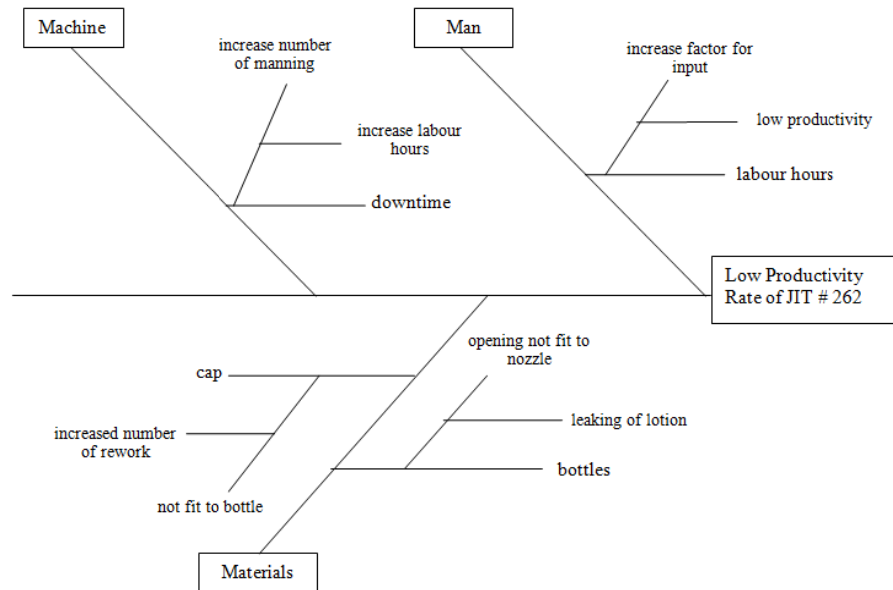 Machine
Man
increase number
of manning
increase factor for
input
increase labour
hours
low productivity
downtime
labour hours
Low Productivity
Rate of JIT # 262
opening not fit to
nozzle
cap
leaking of lotion
increased number
of rework
bottles
not fit to bottle
Materials